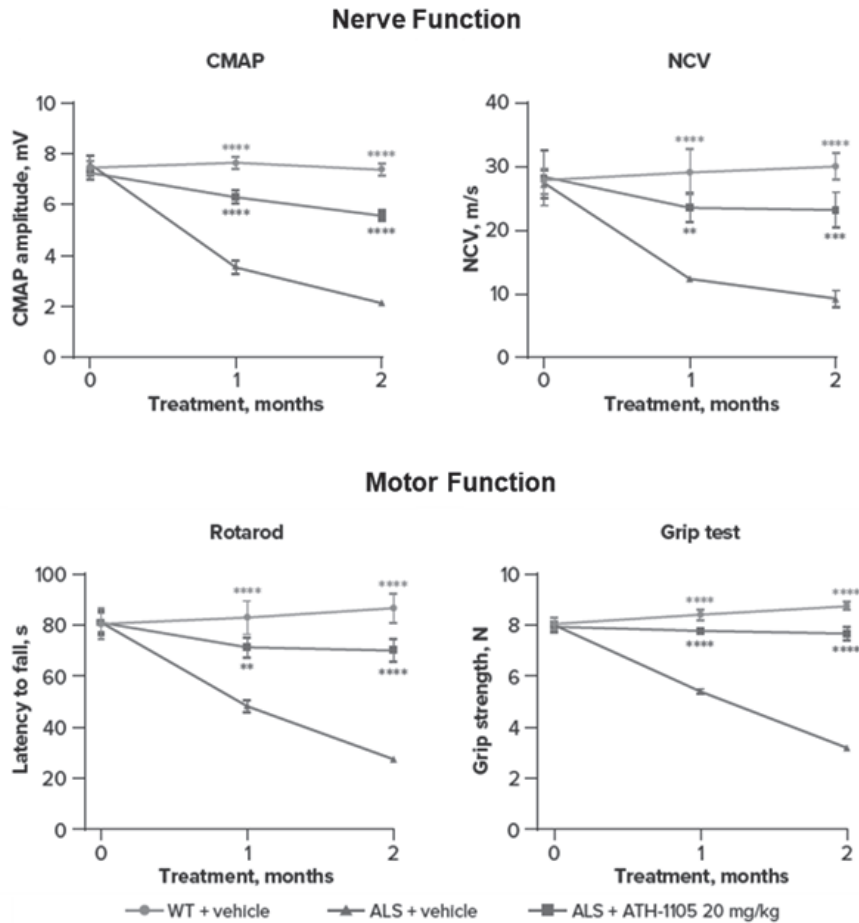 Nerve Function
CMAP
10
8
6
4
2
0
CMAP amplitude, mV
****
****
****
****
0 1 2
Treatment, months
NCV
40
30
20
10
0
NCV, m/s
****
****
**
***
0 1 2
Treatment, months
Motor Function
Rotarod
100
80
60
40
20
0
Latency to fall, s
****
****
**
****
0 1 2
Treatment, months
Grip test
10
8
6
4
2
0
Grip strength, N
****
****
****
****
0 1 2
Treatment, months
WT + vehicle ALS + vehicle ALS + ATH-1105 20 mg/kg